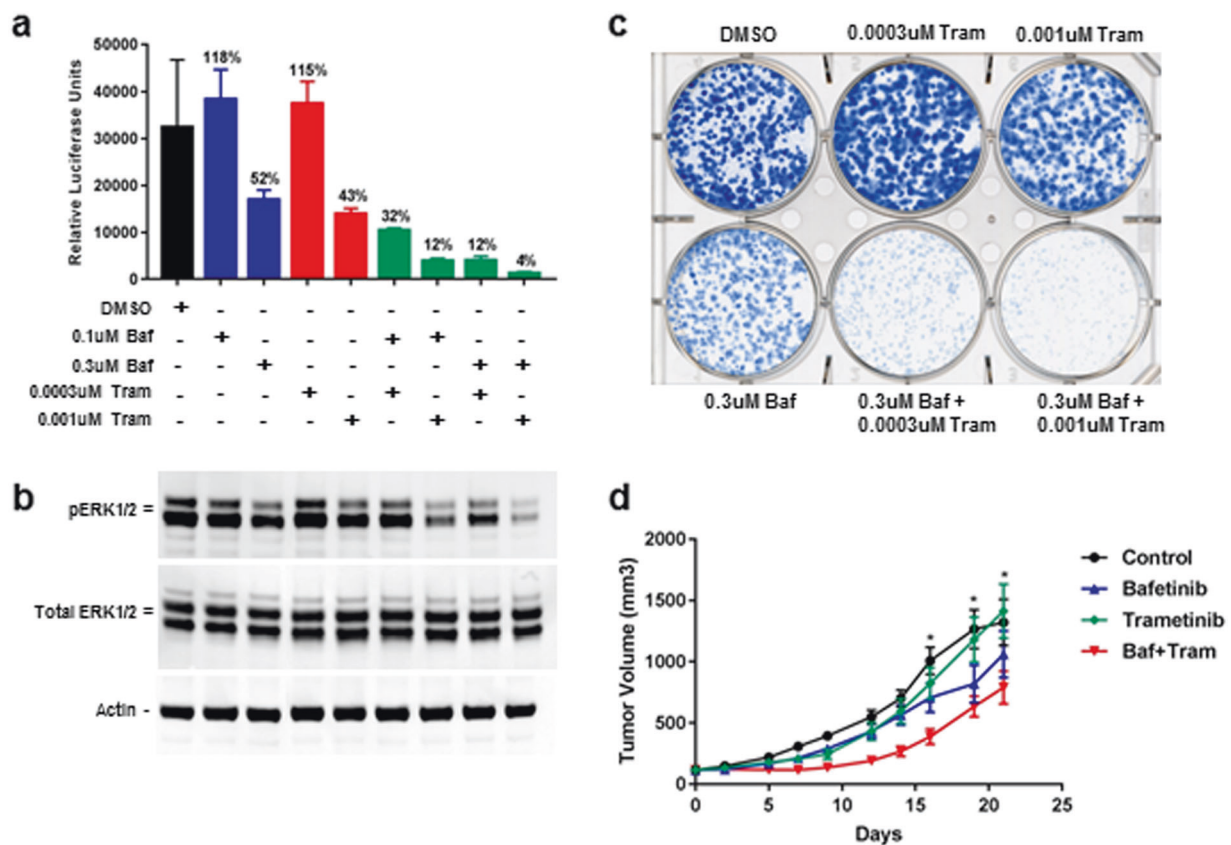 a
Relative Luciferase Units
50000
40000
30000
20000
10000
0
118%
52%
115%
43%
32%
12%
12%
4%
DMSO + - - - - - - - -
0.1uM Baf - + - - - + + - -
0.3uM Baf - - + - - - - + +
0.0003uM Tram - - - + - + - + -
0.001uM Tram - - - - + - + - +
b
pERK1/2 =
Total ERK1/2 =
Actin -
c
DMSO 0.0003uM Tram 0.001uM Tram
0.3uM Baf 0.3uM Baf + 0.3uM Baf +
0.0003uM Tram 0.001uM Tram
d
Tumor Volume (mm3)
2000
1500
1000
500
0
* * *
0 5 10 15 20 25
Days
Control
Bafetinib
Trametinib
Baf+Tram